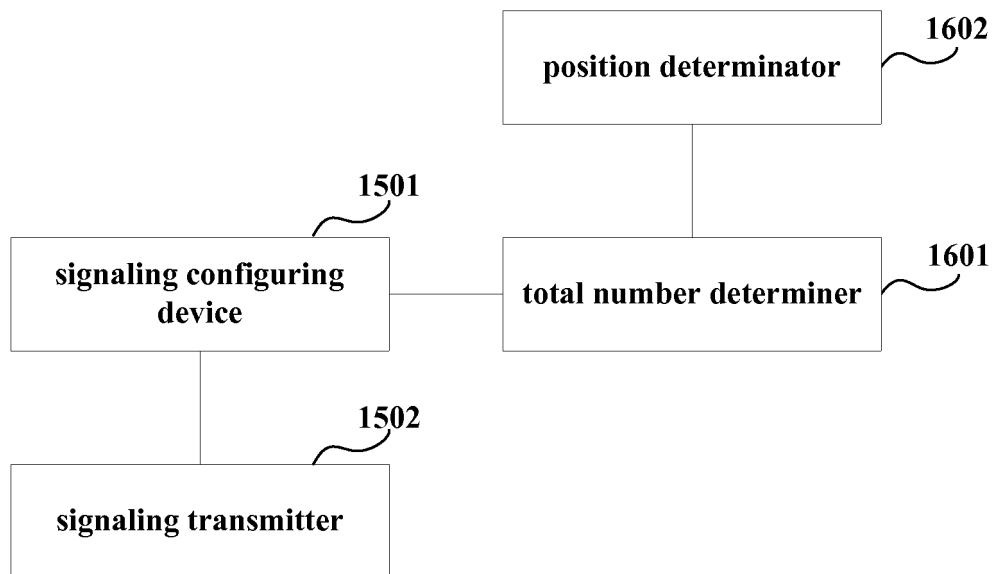 1602
position determinator
1501
signaling configuring
device
1601
total number determiner
1502
signaling transmitter